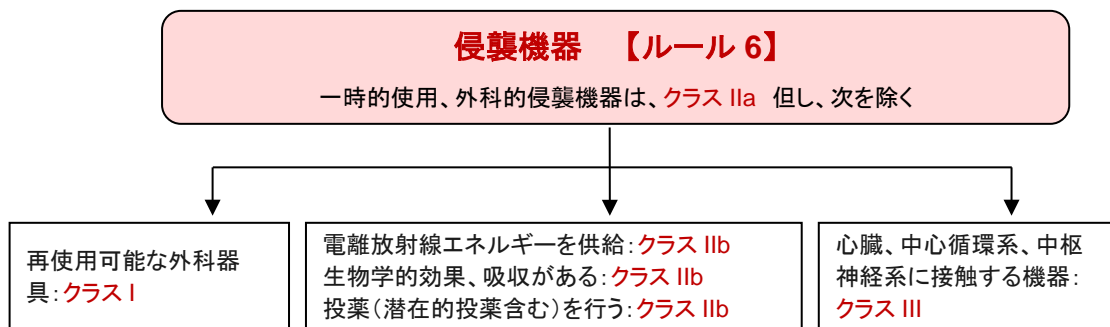 侵襲機器　【ルール 6】
一時的使用、外科的侵襲機器は、クラス IIa 但し、次を除く
再使用可能な外科器
具：クラス I
電離放射線エネルギーを供給：クラス IIb
生物学的効果、吸収がある：クラス IIb
投薬（潜在的投薬含む）を行う：クラス IIb
心臓、中心循環系、中枢
神経系に接触する機器：
クラス III